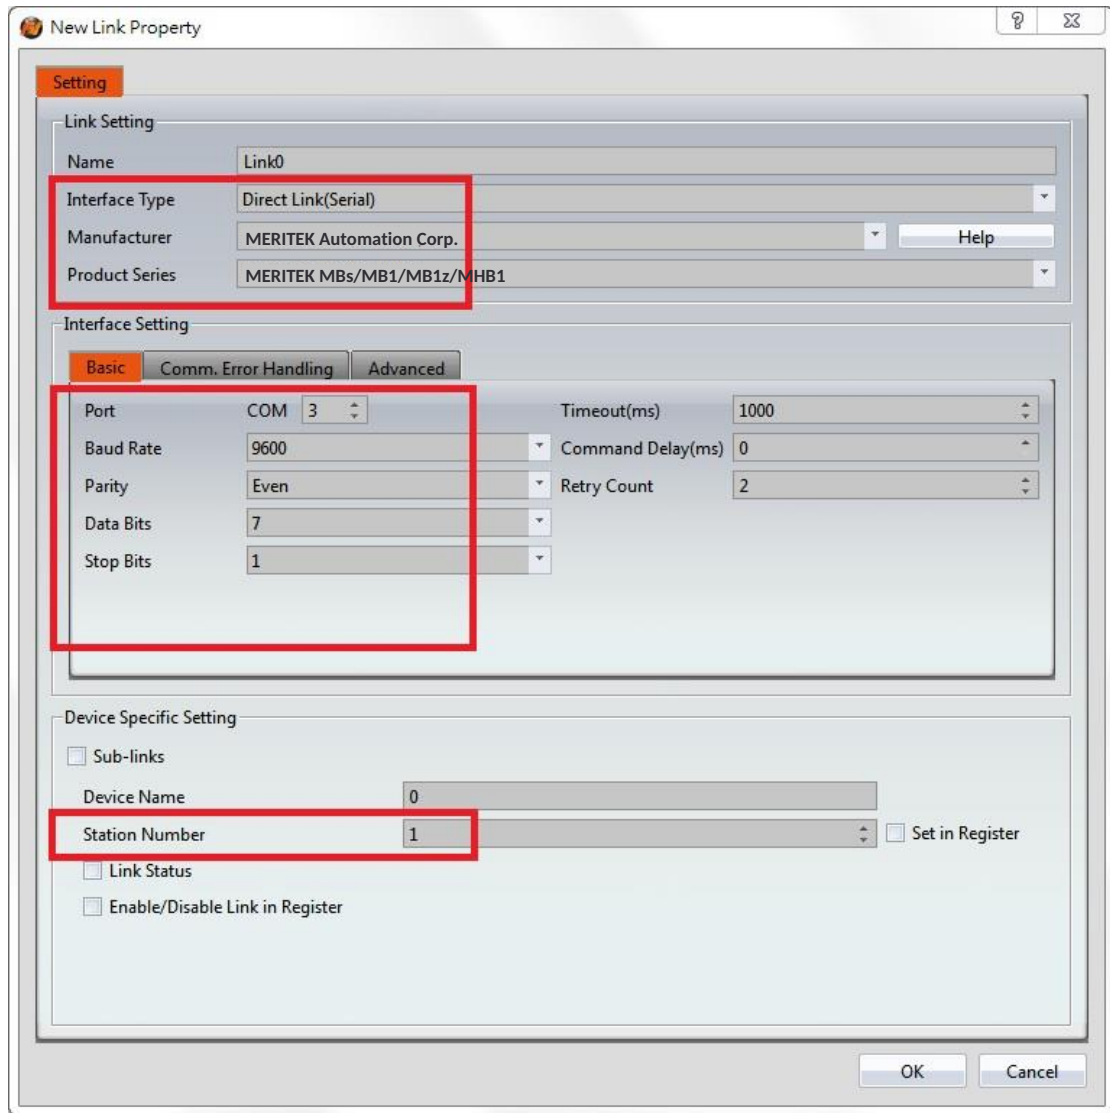 New Link Property
Setting
Link Setting
Name Link0
Interface Type Direct Link(Serial)
Manufacturer MERITEK Automation Corp. Help
Product Series MERITEK MBs/MB1/MB1z/MHB1
Interface Setting
Basic Comm. Error Handling Advanced
Port COM 3 Timeout(ms) 1000
Baud Rate 9600 Command Delay(ms) 0
Parity Even Retry Count 2
Data Bits 7
Stop Bits 1
Device Specific Setting
Sub-links
Device Name 0
Station Number 1 Set in Register
Link Status
Enable/Disable Link in Register
OK Cancel